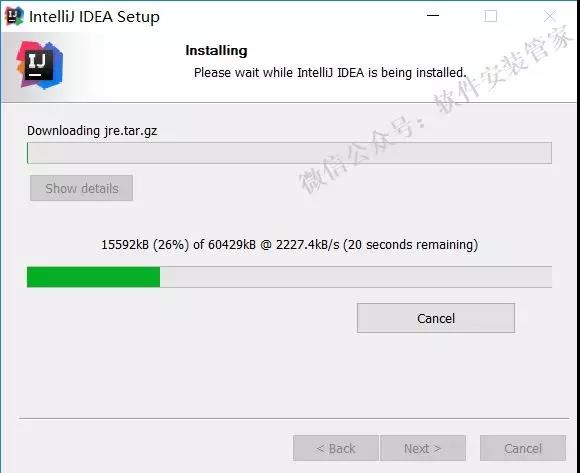 IntelliJ IDEA Setup
IJ
Installing
Please wait while IntelliJ IDEA is being installed.
微信公众号：软件安装管家
Downloading jre.tar.gz
Show details
15592kB (26%) of 60429kB @ 2227.4kB/s (20 seconds remaining)
Cancel
< Back
Next >
Cancel